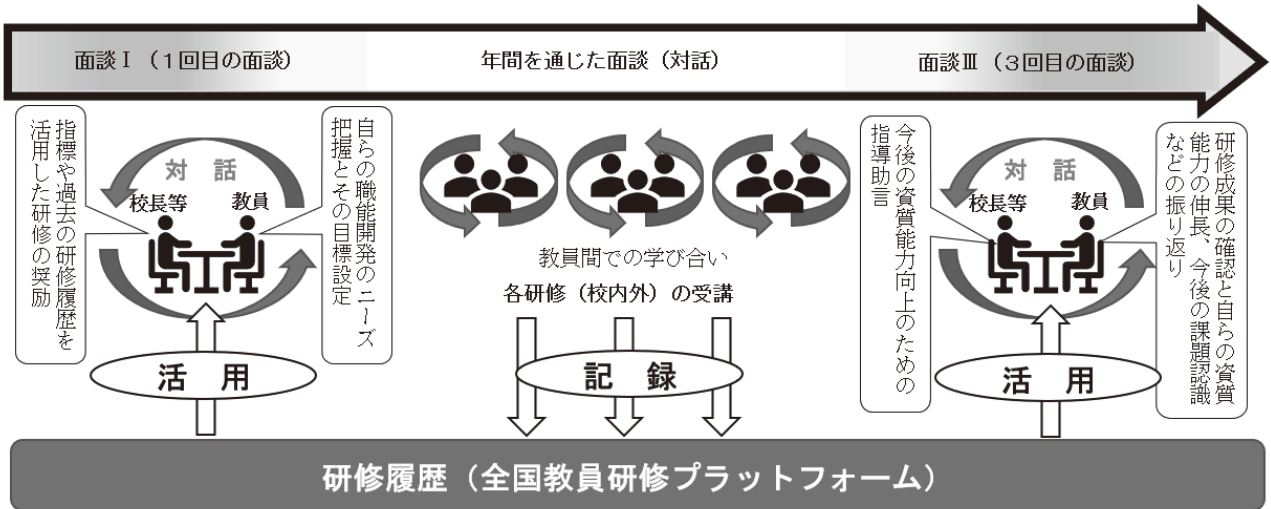 面談Ⅰ(1回目の面談)
年間を通じた面談(対話)
面談Ⅲ(3回目の面談)
指標や過去の研修履歴を
活用した研修の奨励
対 話
校長等
教員
自らの職能開発のニーズ
把握とその目標設定
教員間での学び合い
各研修(校内外)の受講
今後の資質能力向上のための
指導助言
対 話
校長等
教員
研修成果の確認と自らの資質
能力の伸長、今後の課題認識
などの振り返り
活 用
記 録
活 用
研修履歴(全国教員研修プラットフォーム)